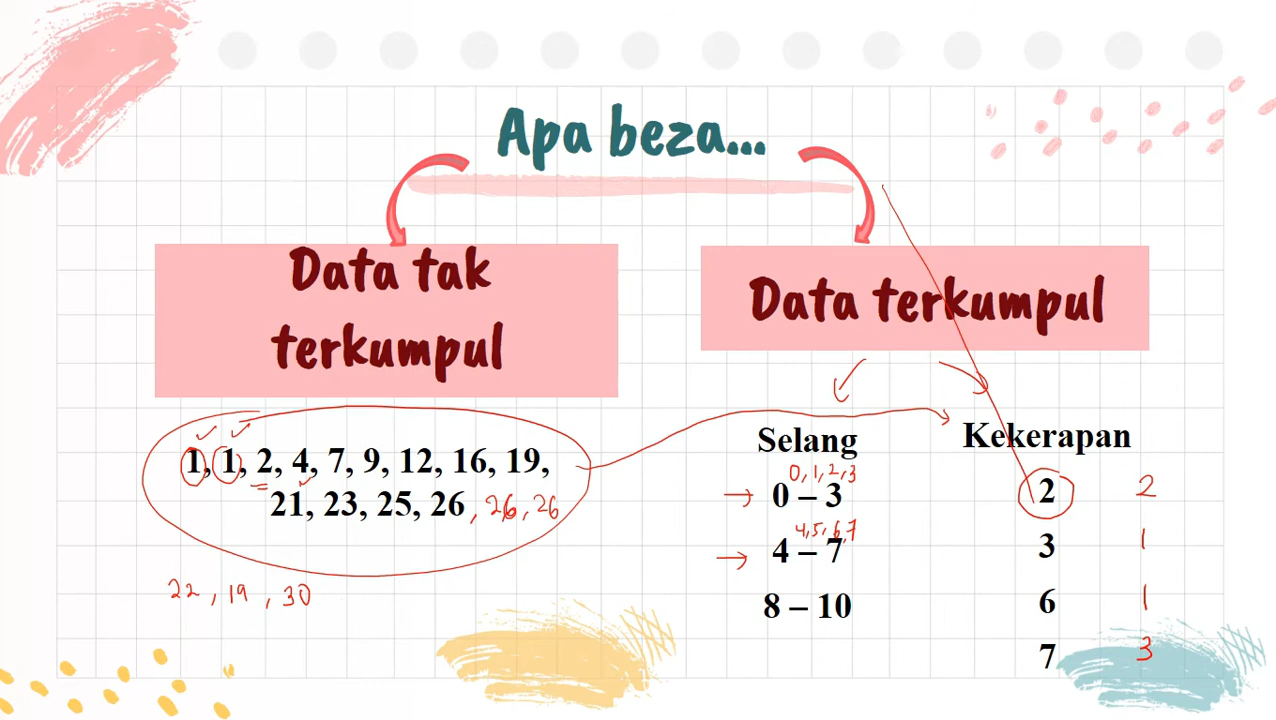 Apa beza...
Data tak
terkumpul
1, 1, 2, 4, 7, 9, 12, 16, 19,
21, 23, 25, 26, 26, 26
22, 19, 30
Data terkumpul
Selang Kekerapan
0, 1, 2, 3
0 – 3 2 2
4, 5, 6, 7
4 – 7 3 1
8 – 10 6 1
7 3